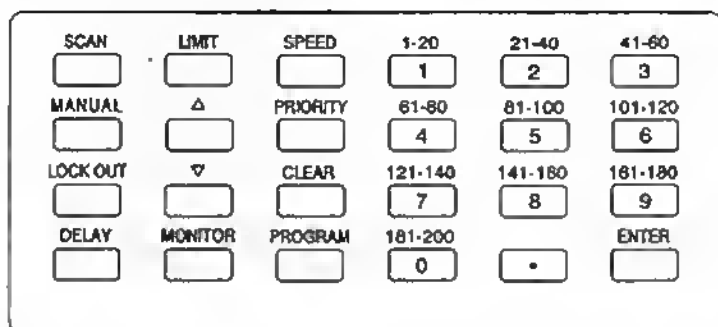 SCAN LIMIT SPEED 1-20 21-40 41-60
1 2 3
MANUAL △ PRIORITY 61-80 81-100 101-120
4 5 6
LOCK OUT ▽ CLEAR 121-140 141-160 161-180
7 8 9
DELAY MONITOR PROGRAM 181-200 ENTER
0 •